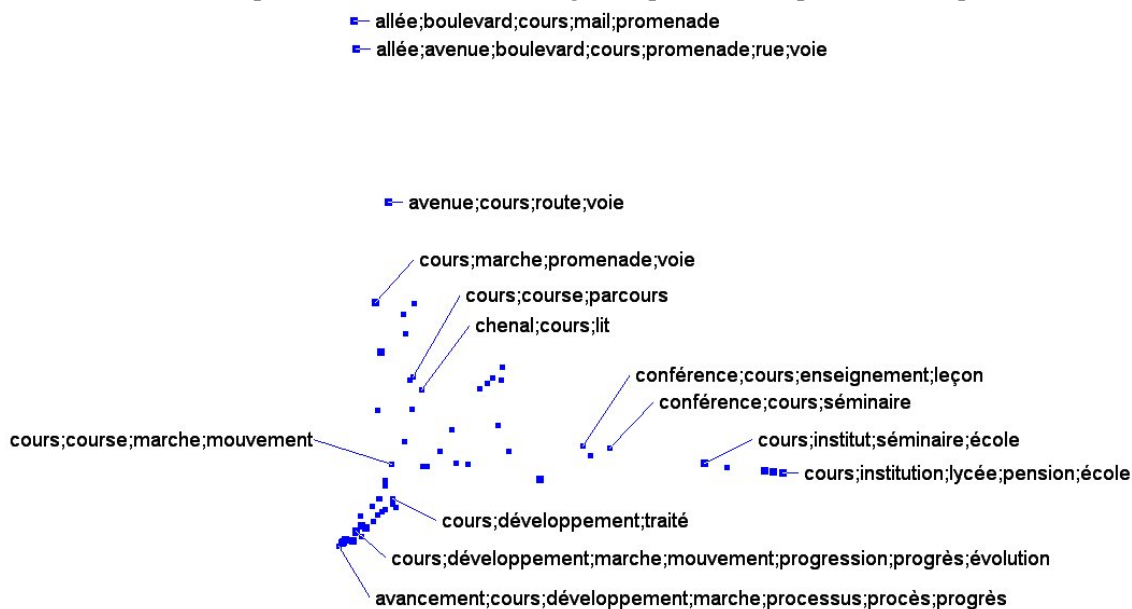 allée;boulevard;cours;mail;promenade
allée;avenue;boulevard;cours;promenade;rue;voie
avenue;cours;route;voie
cours;marche;promenade;voie
cours;course;parcours
chenal;cours;lit
conférence;cours;enseignement;leçon
conférence;cours;séminaire
cours;course;marche;mouvement
cours;institut;séminaire;école
cours;institution;lycée;pension;école
cours;développement;traité
cours;développement;marche;mouvement;progression;progrès;évolution
avancement;cours;développement;marche;processus;procès;progrès